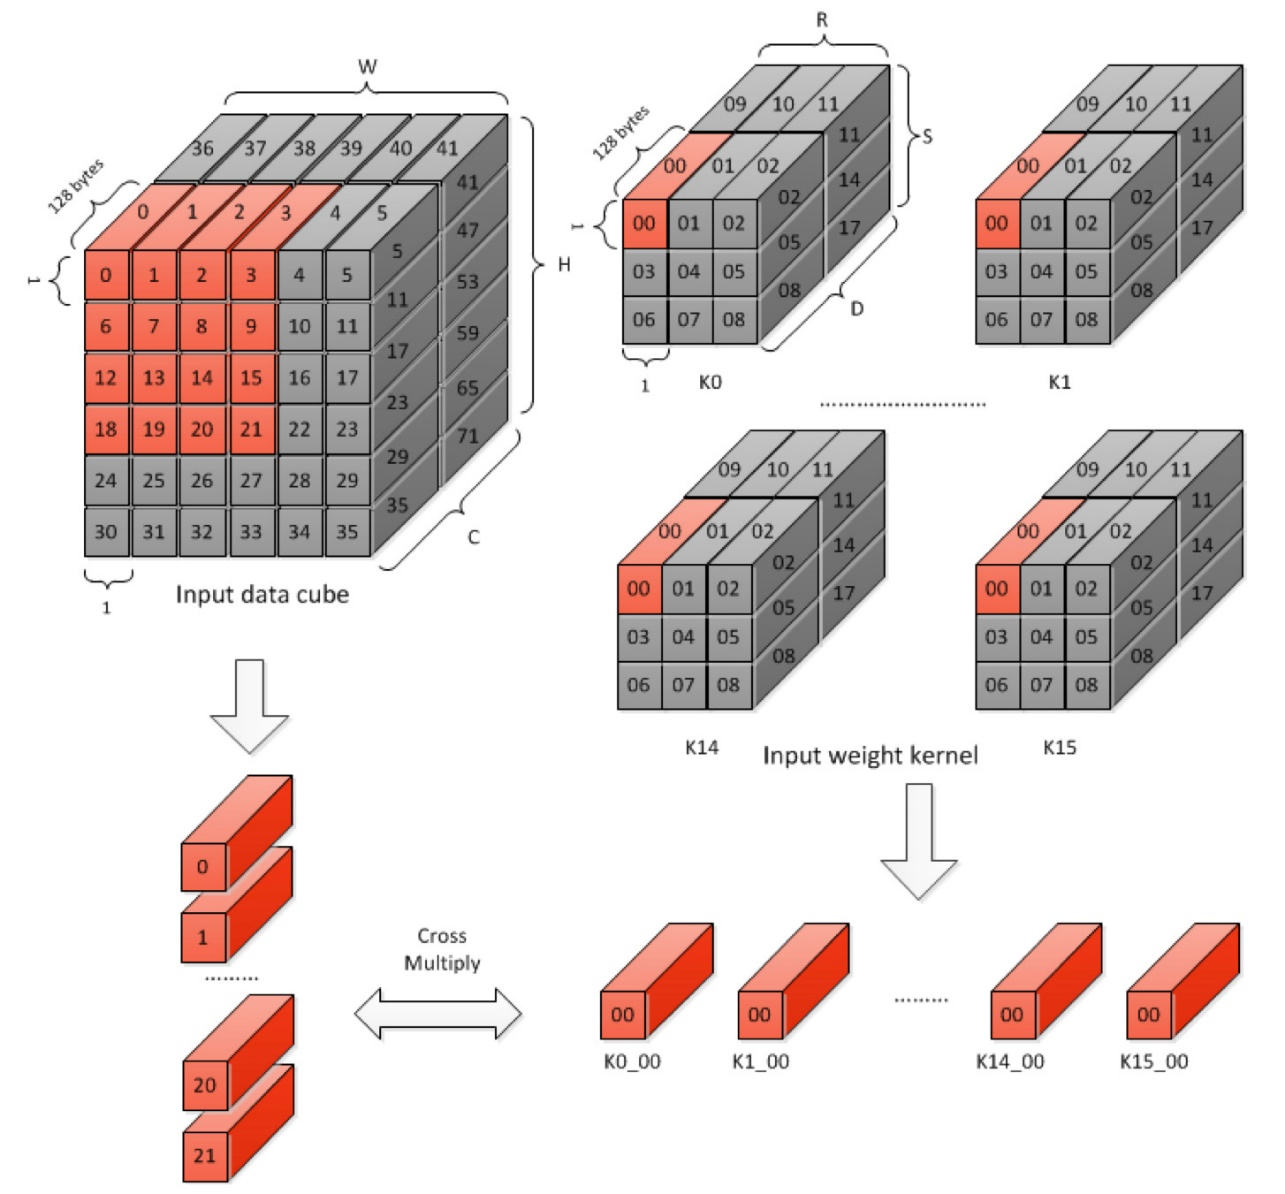 W
36 37 38 39 40 41
128 bytes
0 1 2 3 4 5
41
47
53
59
65
71
5
11
17
23
29
35
1
0 1 2 3 4 5
6 7 8 9 10 11
12 13 14 15 16 17
18 19 20 21 22 23
24 25 26 27 28 29
30 31 32 33 34 35
H
C
1
Input data cube
R
09 10 11
128 bytes
00 01 02
11
14
17
02
05
08
1
00 01 02
03 04 05
06 07 08
S
D
1
K0
09 10 11
00 01 02
11
14
17
02
05
08
00 01 02
03 04 05
06 07 08
K1
........................
09 10 11
00 01 02
11
14
17
02
05
08
00 01 02
03 04 05
06 07 08
K14
09 10 11
00 01 02
11
14
17
02
05
08
00 01 02
03 04 05
06 07 08
K15
Input weight kernel
0
1
.........
20
21
Cross
Multiply
00 00 ......... 00 00
K0_00 K1_00 K14_00 K15_00